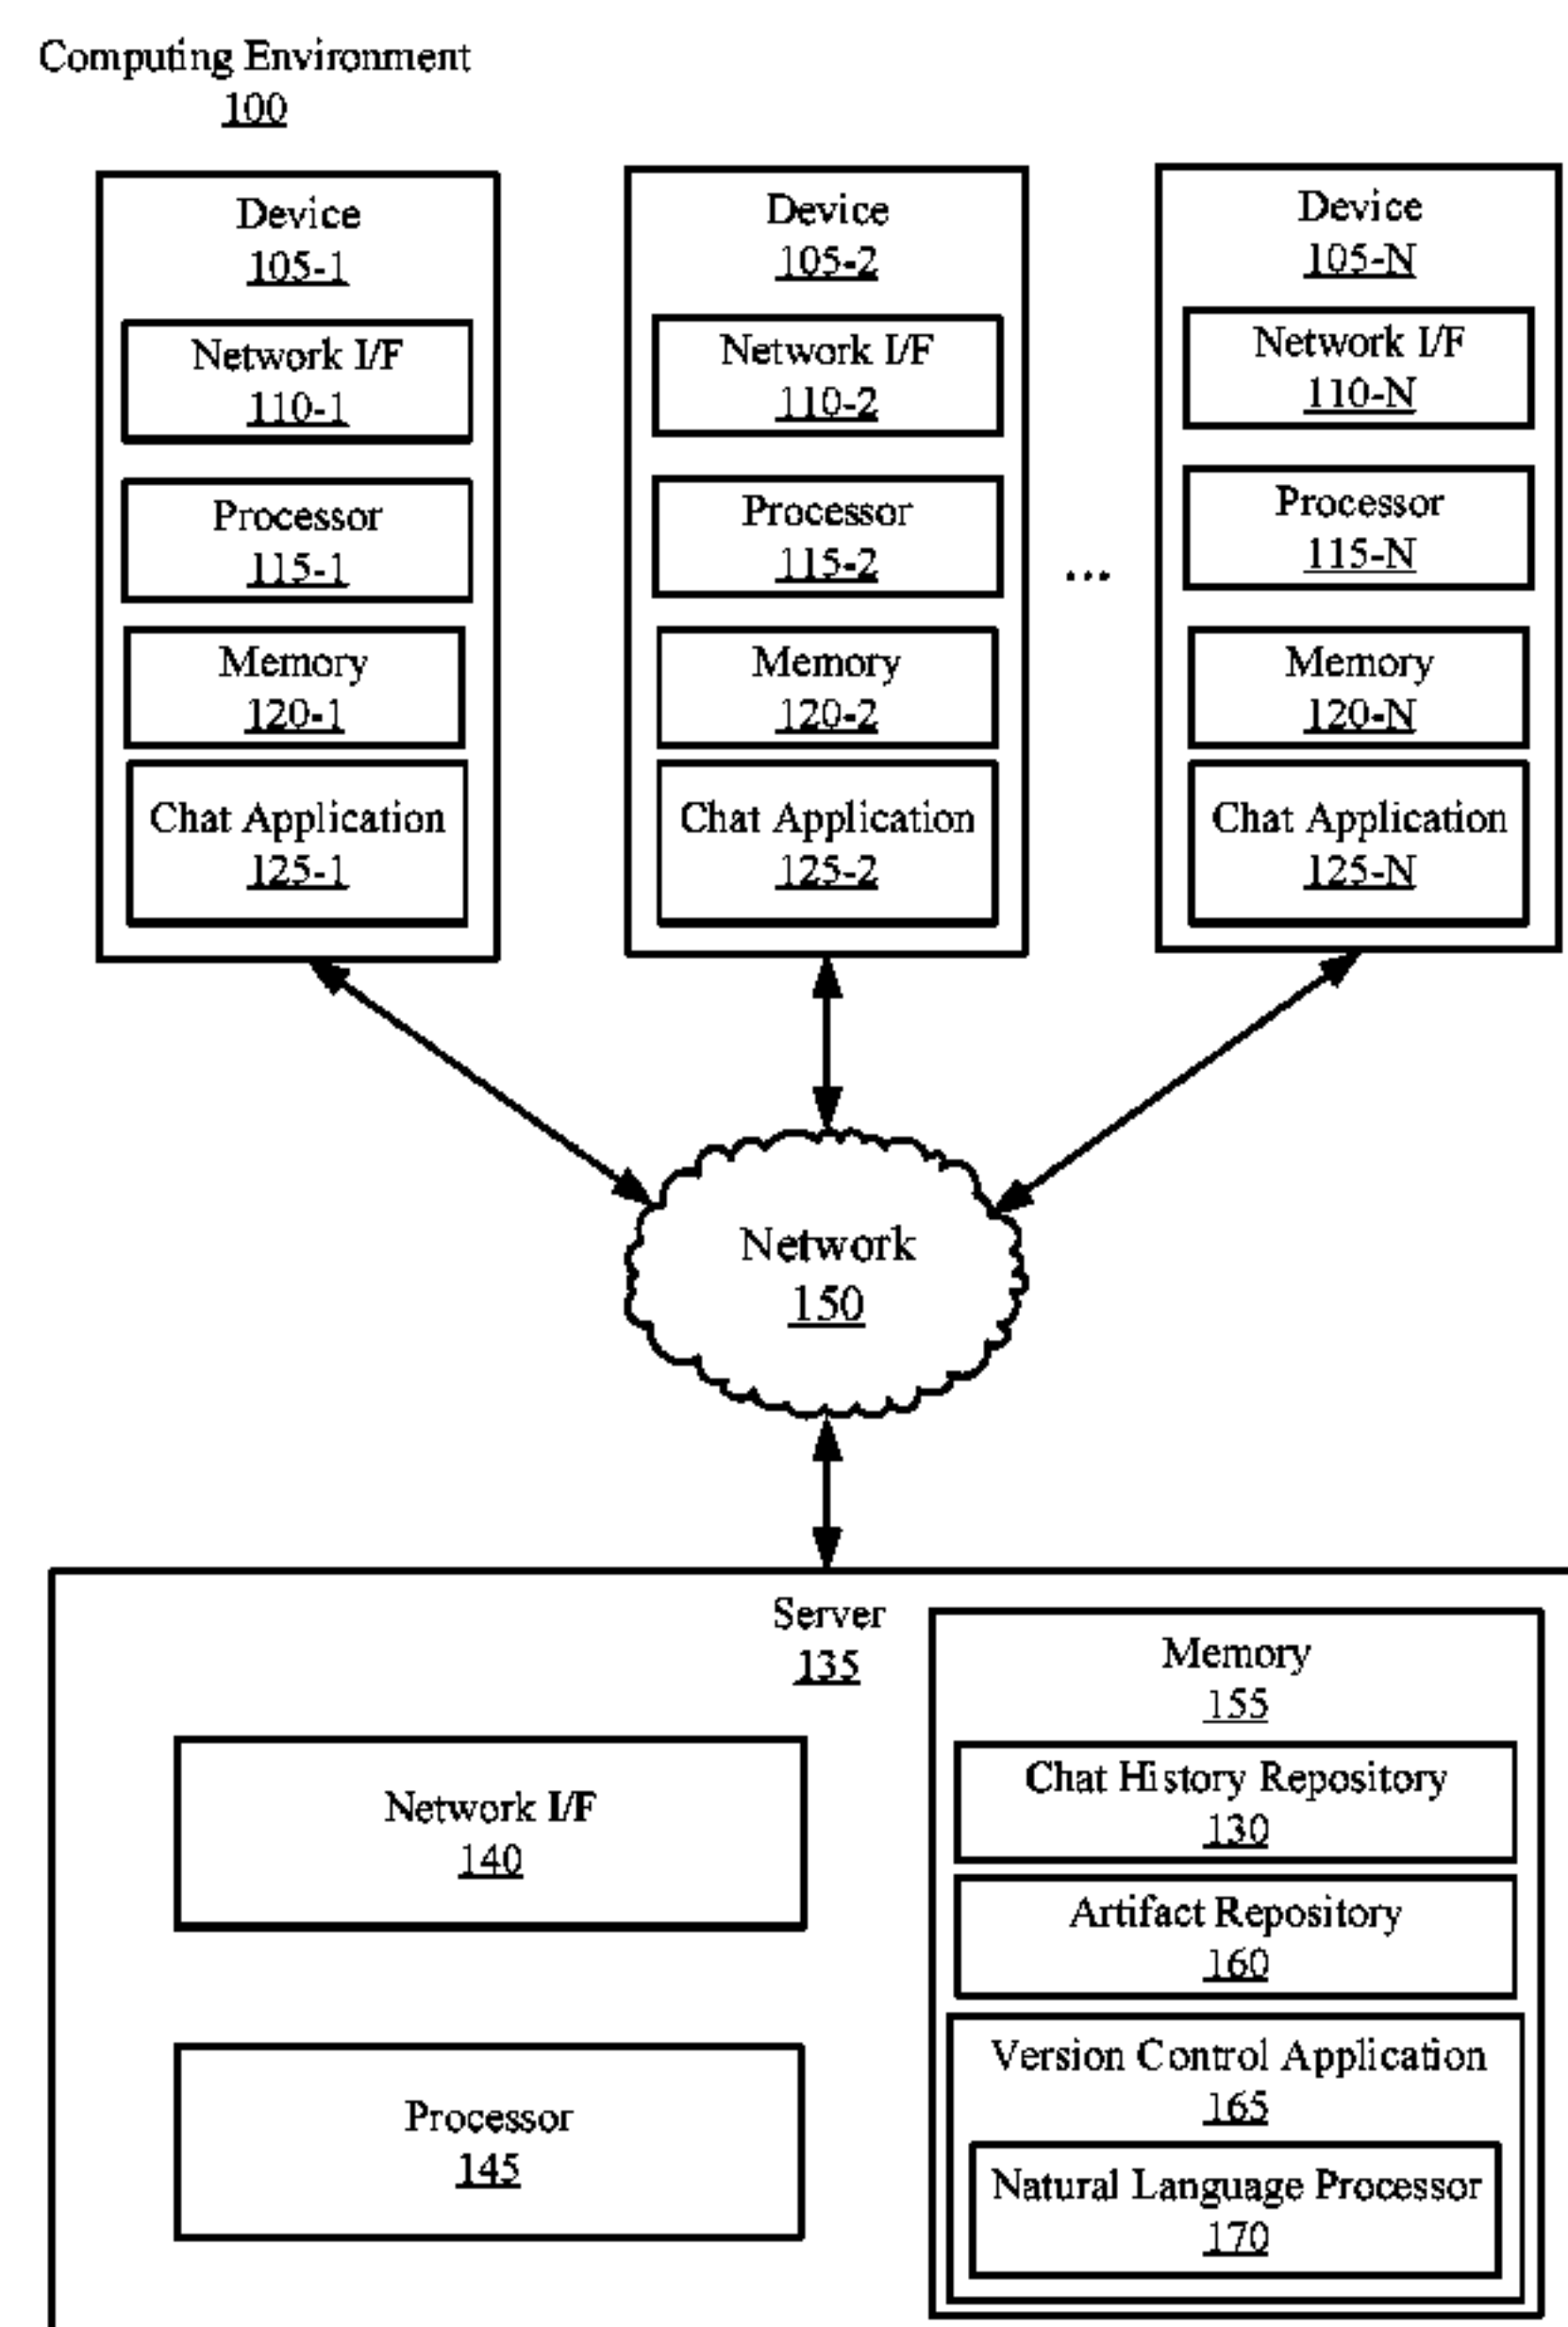 Computing Environment
100
Device
105-1
Network I/F
110-1
Processor
115-1
Memory
120-1
Chat Application
125-1
Device
105-2
Network I/F
110-2
Processor
115-2
Memory
120-2
Chat Application
125-2
...
Device
105-N
Network I/F
110-N
Processor
115-N
Memory
120-N
Chat Application
125-N
Network
150
Server
135
Network I/F
140
Processor
145
Memory
155
Chat History Repository
130
Artifact Repository
160
Version Control Application
165
Natural Language Processor
170